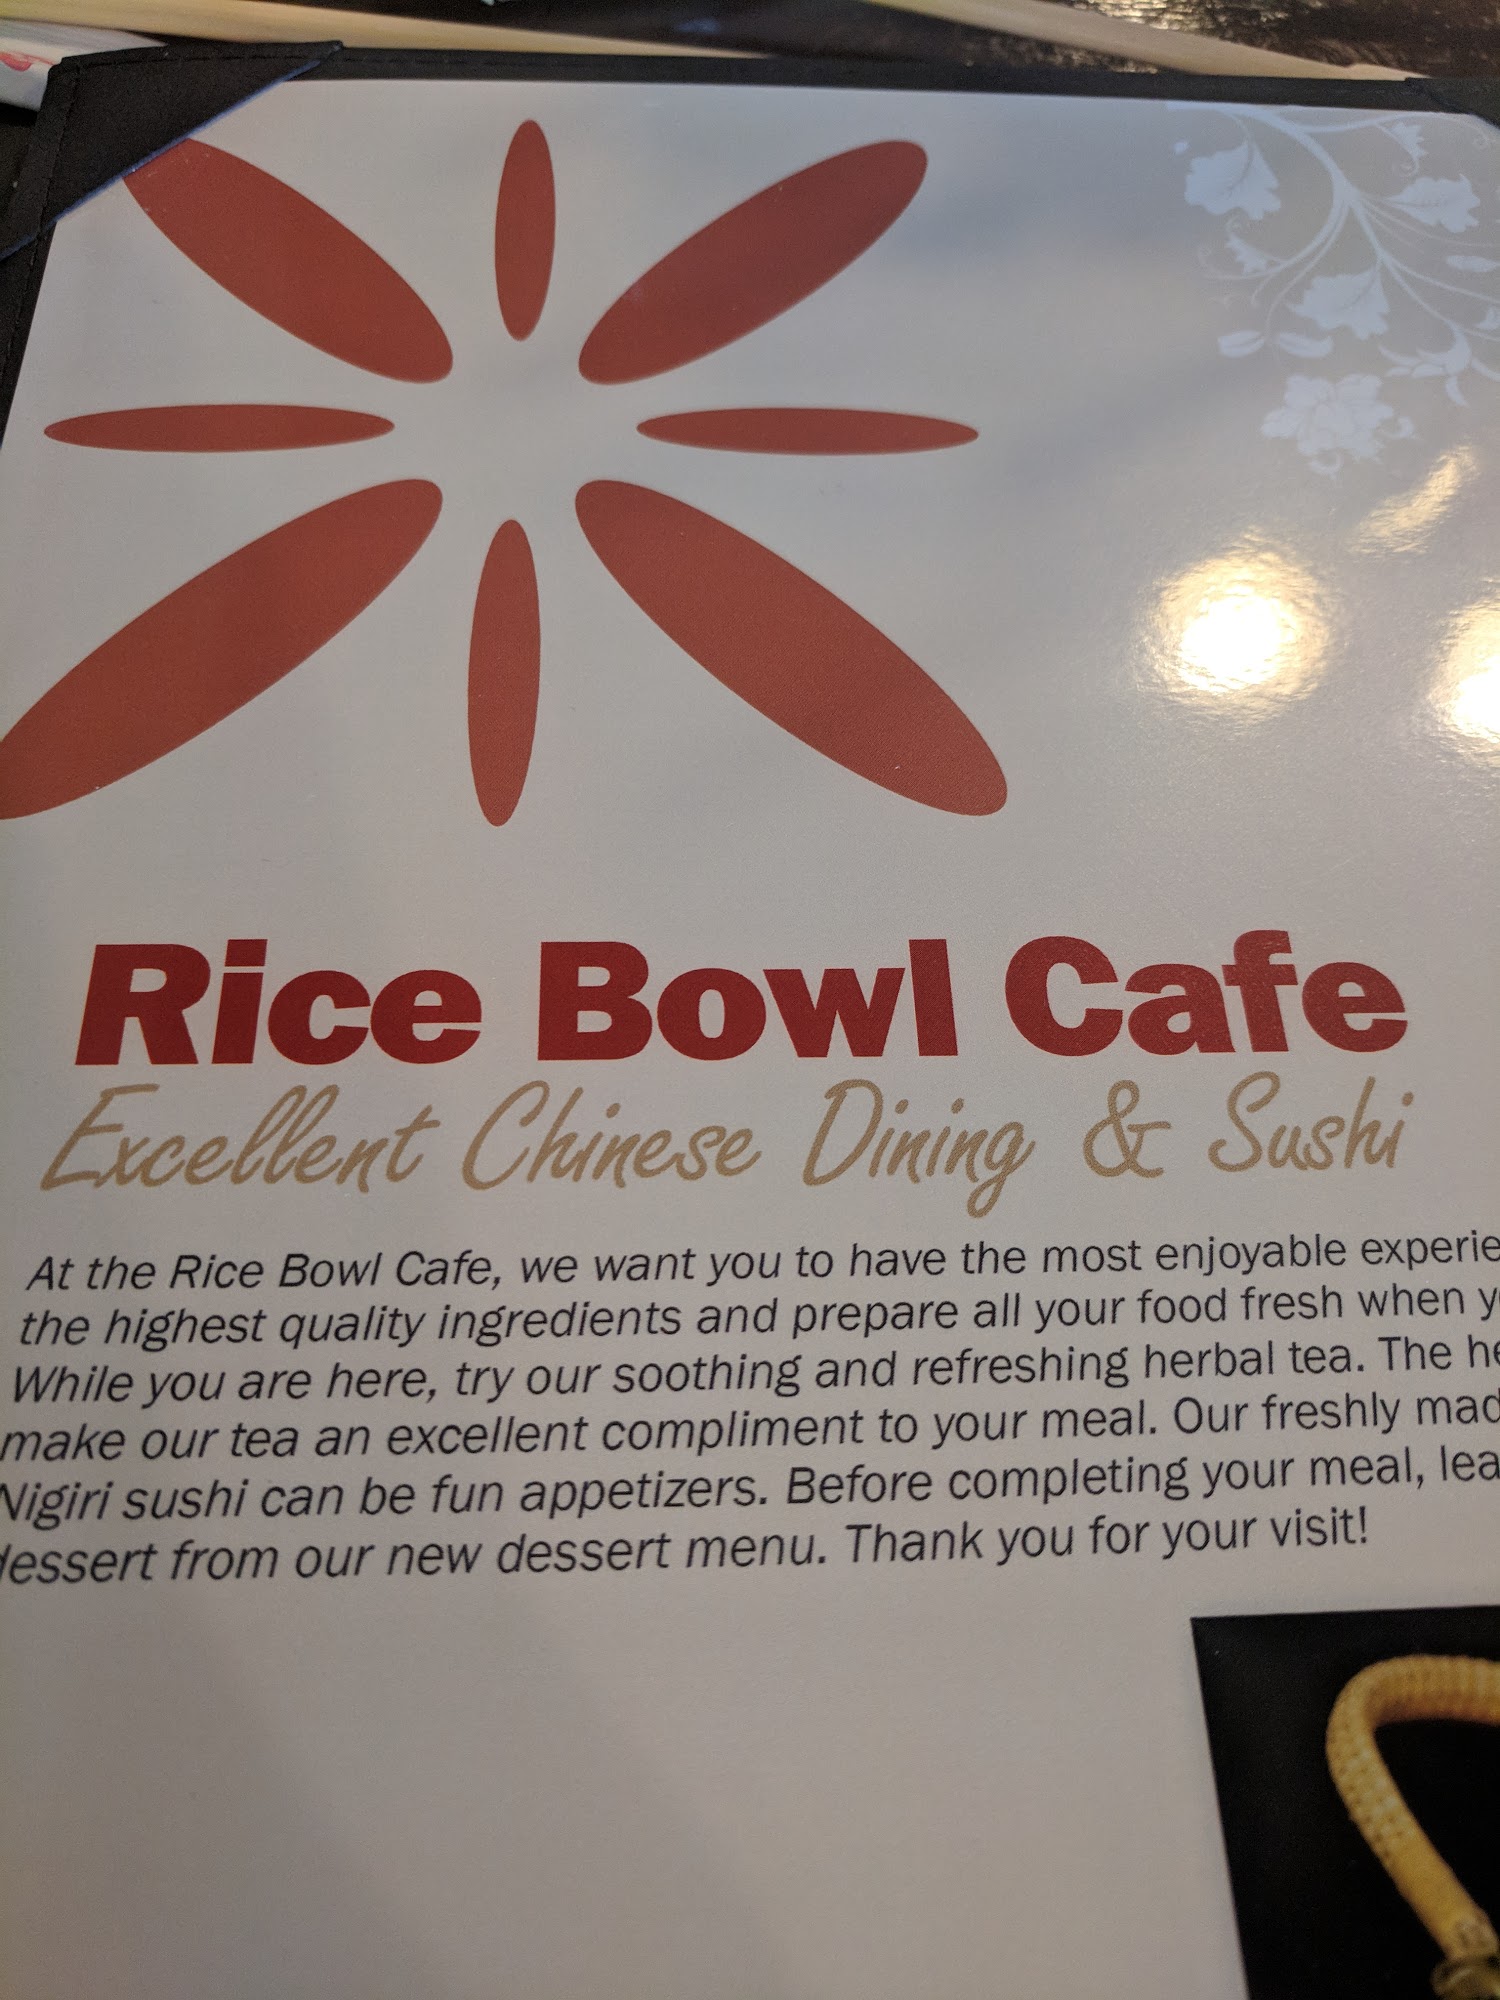 Rice Bowl Cafe
Excellent Chinese Dining & Sushi
At the Rice Bowl Cafe, we want you to have the most enjoyable
the highest quality ingredients and prepare all your food fresh when
While you are here, try our soothing and refreshing herbal tea. The
make our tea an excellent compliment to your meal. Our freshly
Nigiri sushi can be fun appetizers. Before completing your meal,
dessert from our new dessert menu. Thank you for your visit!